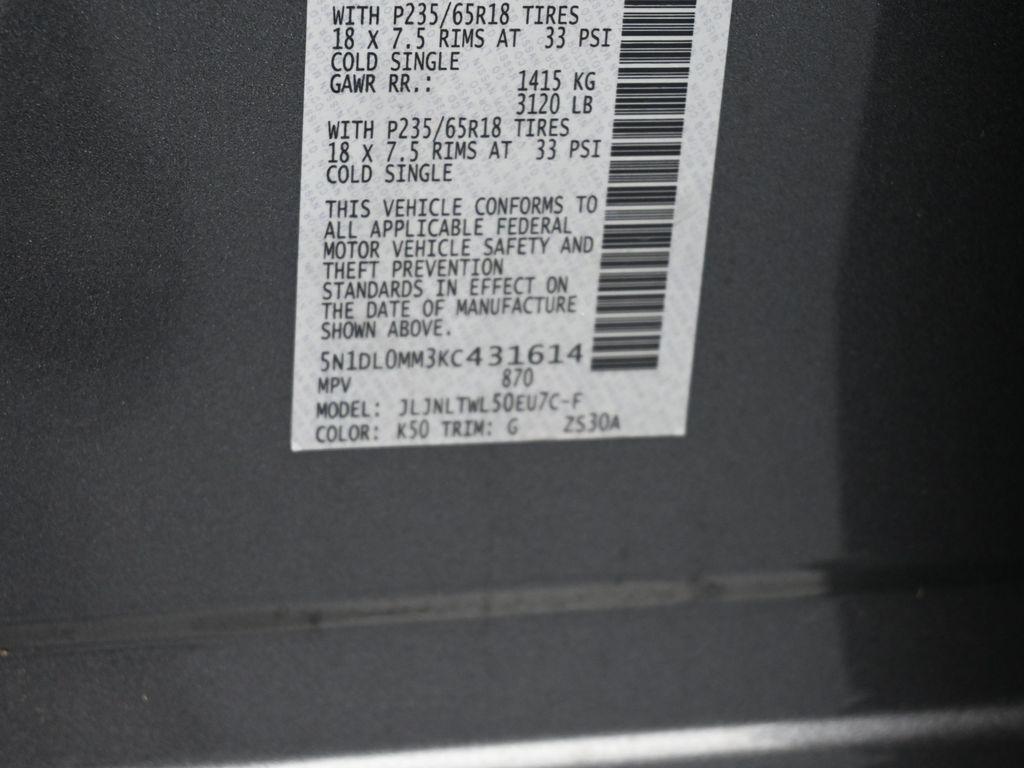 WITH P235/65R18 TIRES
18 X 7.5 RIMS AT 33 PSI
COLD SINGLE
GAWR RR.: 1415 KG
3120 LB
WITH P235/65R18 TIRES
18 X 7.5 RIMS AT 33 PSI
COLD SINGLE
THIS VEHICLE CONFORMS TO
ALL APPLICABLE FEDERAL
MOTOR VEHICLE SAFETY AND
THEFT PREVENTION
STANDARDS IN EFFECT ON
THE DATE OF MANUFACTURE
SHOWN ABOVE.
5N1DL0MM3KC431614
MPV 870
MODEL: JLJNLTWL50EU7C-F
COLOR: K50 TRIM: G ZS30A